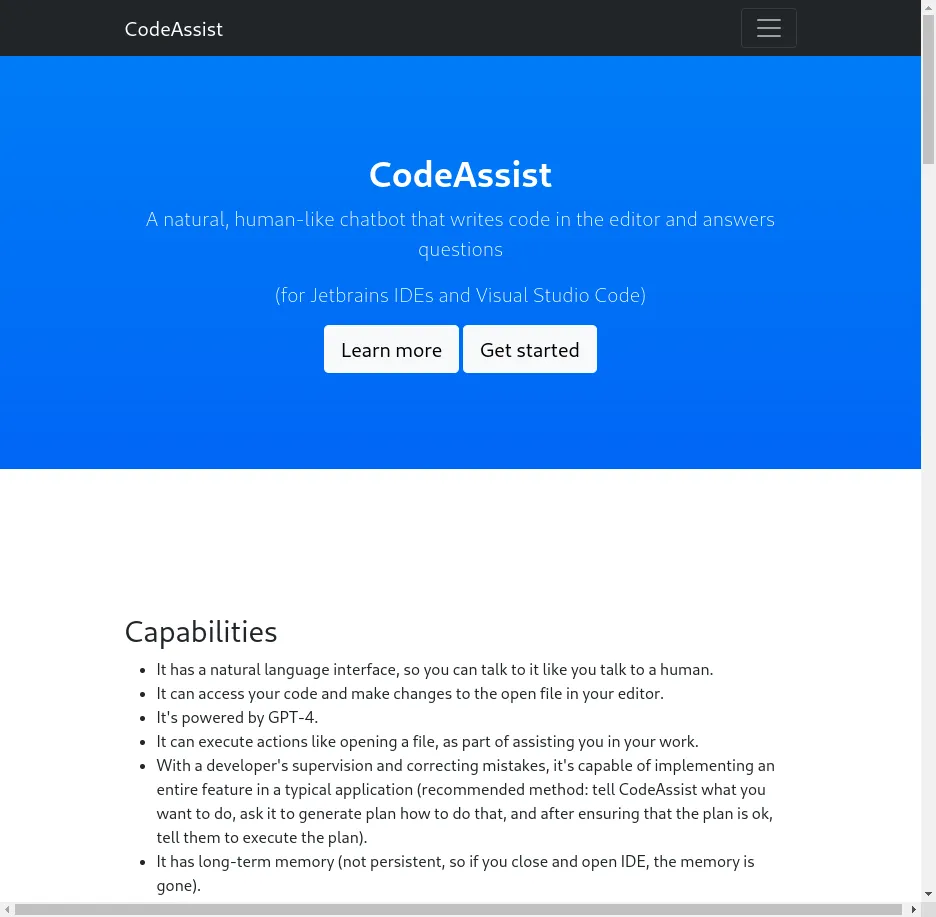 CodeAssist
CodeAssist
A natural, human-like chatbot that writes code in the editor and answers
questions
(for Jetbrains IDEs and Visual Studio Code)
Learn more
Get started
Capabilities
It has a natural language interface, so you can talk to it like you talk to a human.
It can access your code and make changes to the open file in your editor.
It's powered by GPT-4.
It can execute actions like opening a file, as part of assisting you in your work.
With a developer's supervision and correcting mistakes, it's capable of implementing an
entire feature in a typical application (recommended method: tell CodeAssist what you
want to do, ask it to generate plan how to do that, and after ensuring that the plan is ok,
tell them to execute the plan).
It has long-term memory (not persistent, so if you close and open IDE, the memory is
gone).